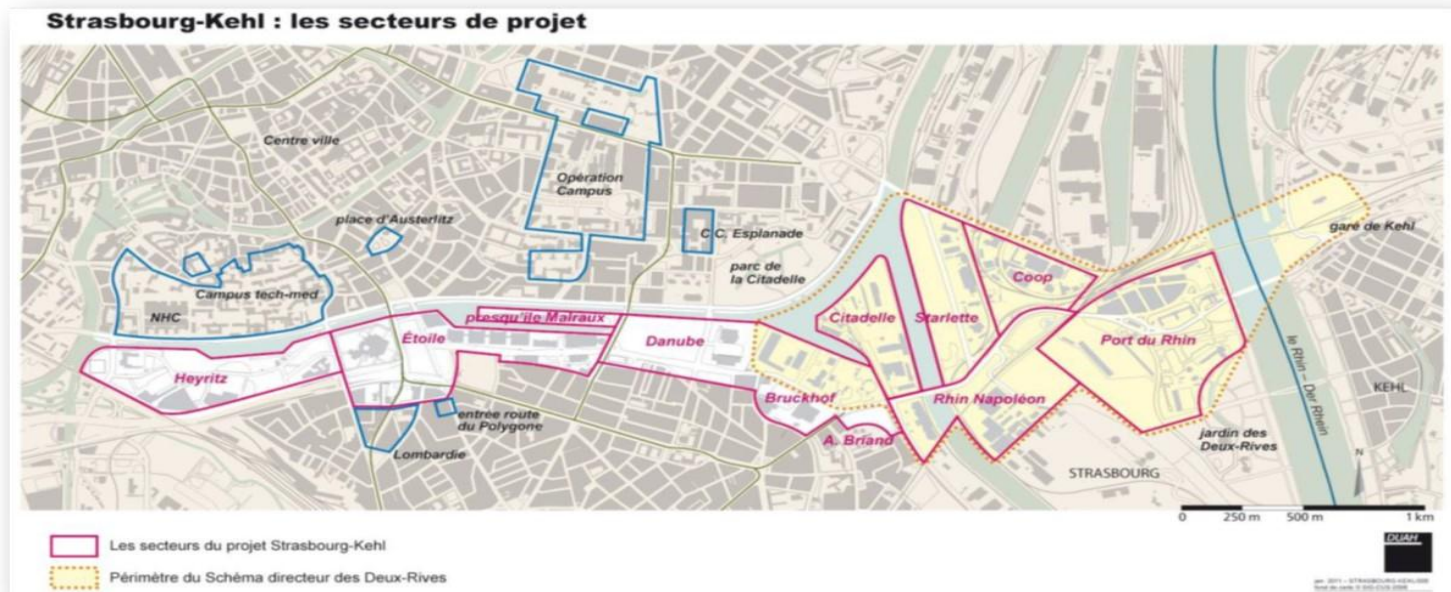 Strasbourg-Kehl : les secteurs de projet
Centre ville
Opération
Campus
place d'Austerlitz
C.C. Esplanade
gare de Kehl
parc de
la Citadelle
Coop
Campus tech-med
NHC
presqu'ile Malraux
Citadelle
Starlette
Étoile
Danube
Port du Rhin
le Rhin - Der Rhein
Heyritz
KEHL
Bruckhof
Rhin Napoléon
entrée route
du Polygone
A. Briand
jardin des
Deux-Rives
Lombardie
STRASBOURG
N
0 250 m 500 m 1 km
Les secteurs du projet Strasbourg-Kehl
DUAH
Périmètre du Schéma directeur des Deux-Rives